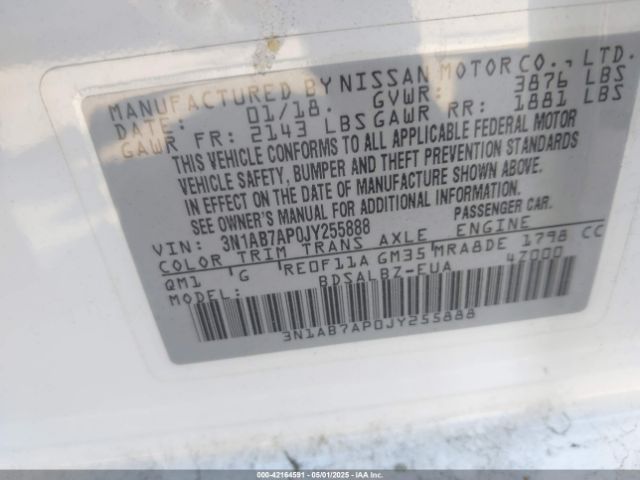 MANUFACTURED BY NISSAN MOTOR CO., LTD.
DATE: 01/18. GVWR: 3876 LBS
GAWR FR: 2143 LBS GAWR RR: 1881 LBS
THIS VEHICLE CONFORMS TO ALL APPLICABLE FEDERAL MOTOR
VEHICLE SAFETY, BUMPER AND THEFT PREVENTION STANDARDS
IN EFFECT ON THE DATE OF MANUFACTURE SHOWN ABOVE.
SEE OWNER'S MANUAL FOR ADDITIONAL INFORMATION.
VIN: 3N1AB7AP0JY255888 PASSENGER CAR.
COLOR TRIM TRANS AXLE ENGINE
QM1 G RE0F11A GM35 MRA8DE 1798 CC
MODEL: BDSALBZ-EUA 4Z000
3N1AB7AP0JY255888
000-42164591 - 05/01/2025 - IAAI.CA